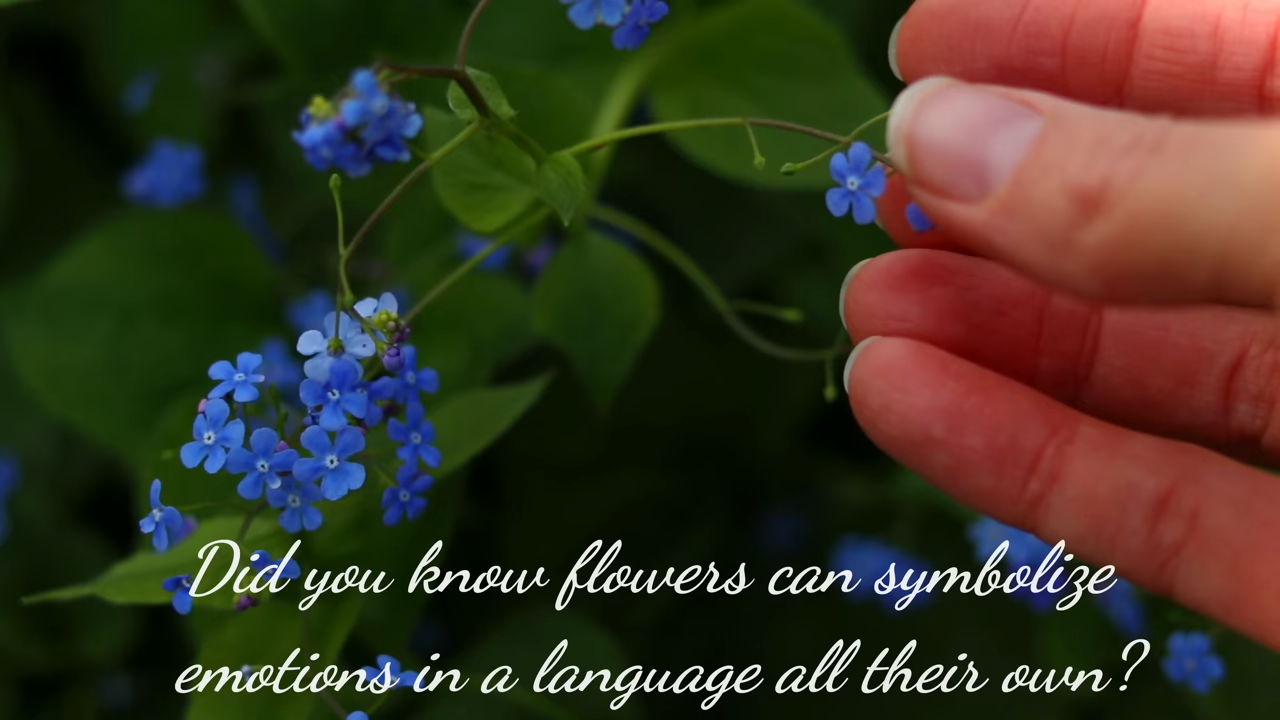 Did you know flowers can symbolize
emotions in a language all their own?